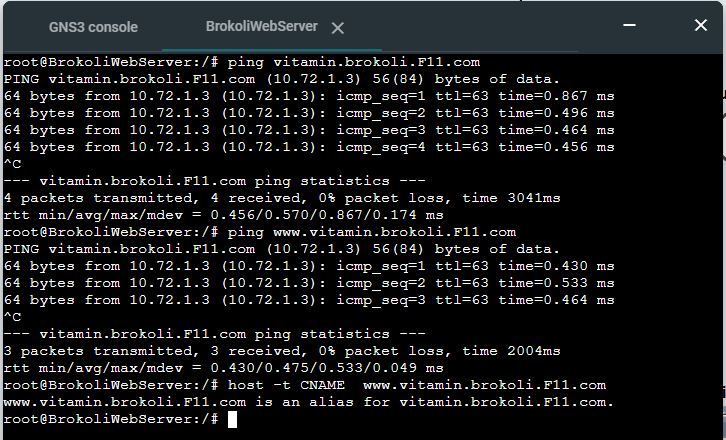 GNS3 console
BrokoliWebServer
root@BrokoliWebServer:/# ping vitamin.brokoli.F11.com
PING vitamin.brokoli.F11.com (10.72.1.3) 56(84) bytes of data.
64 bytes from 10.72.1.3 (10.72.1.3): icmp_seq=1 ttl=63 time=0.867 ms
64 bytes from 10.72.1.3 (10.72.1.3): icmp_seq=2 ttl=63 time=0.496 ms
64 bytes from 10.72.1.3 (10.72.1.3): icmp_seq=3 ttl=63 time=0.464 ms
64 bytes from 10.72.1.3 (10.72.1.3): icmp_seq=4 ttl=63 time=0.456 ms
^C
--- vitamin.brokoli.F11.com ping statistics ---
4 packets transmitted, 4 received, 0% packet loss, time 3041ms
rtt min/avg/max/mdev = 0.456/0.570/0.867/0.174 ms
root@BrokoliWebServer:/# ping www.vitamin.brokoli.F11.com
PING vitamin.brokoli.F11.com (10.72.1.3) 56(84) bytes of data.
64 bytes from 10.72.1.3 (10.72.1.3): icmp_seq=1 ttl=63 time=0.430 ms
64 bytes from 10.72.1.3 (10.72.1.3): icmp_seq=2 ttl=63 time=0.533 ms
64 bytes from 10.72.1.3 (10.72.1.3): icmp_seq=3 ttl=63 time=0.464 ms
^C
--- vitamin.brokoli.F11.com ping statistics ---
3 packets transmitted, 3 received, 0% packet loss, time 2004ms
rtt min/avg/max/mdev = 0.430/0.475/0.533/0.049 ms
root@BrokoliWebServer:/# host -t CNAME  www.vitamin.brokoli.F11.com
www.vitamin.brokoli.F11.com is an alias for vitamin.brokoli.F11.com.
root@BrokoliWebServer:/#